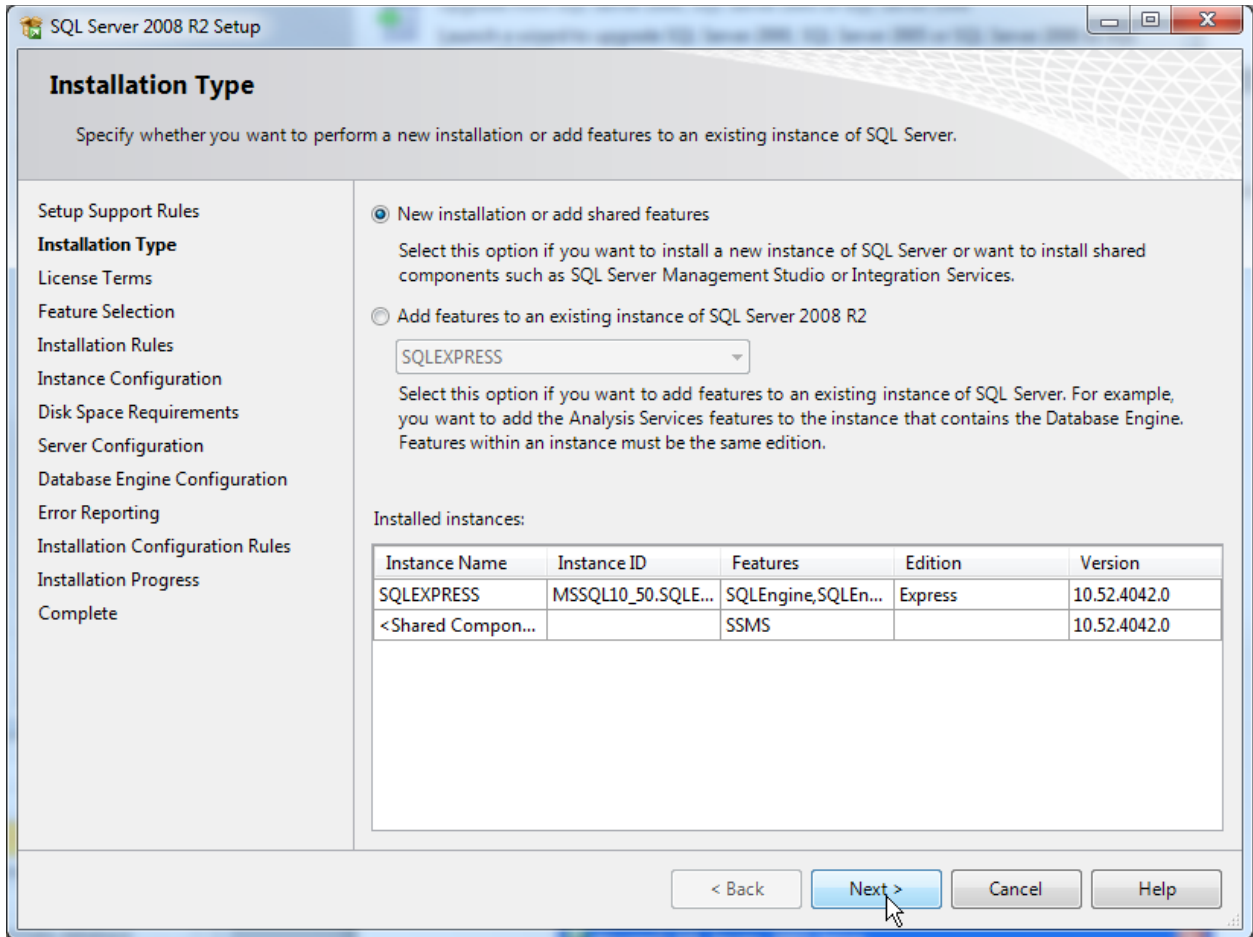 SQL Server 2008 R2 Setup
Installation Type
Specify whether you want to perform a new installation or add features to an existing instance of SQL Server.
Setup Support Rules
Installation Type
License Terms
Feature Selection
Installation Rules
Instance Configuration
Disk Space Requirements
Server Configuration
Database Engine Configuration
Error Reporting
Installation Configuration Rules
Installation Progress
Complete
New installation or add shared features
Select this option if you want to install a new instance of SQL Server or want to install shared
components such as SQL Server Management Studio or Integration Services.
Add features to an existing instance of SQL Server 2008 R2
SQLEXPRESS
Select this option if you want to add features to an existing instance of SQL Server. For example,
you want to add the Analysis Services features to the instance that contains the Database Engine.
Features within an instance must be the same edition.
Installed instances:
Instance Name Instance ID Features Edition Version
SQLEXPRESS MSSQL10_50.SQLE... SQLEngine,SQLEn... Express 10.52.4042.0
<Shared Compon... SSMS 10.52.4042.0
< Back Next > Cancel Help